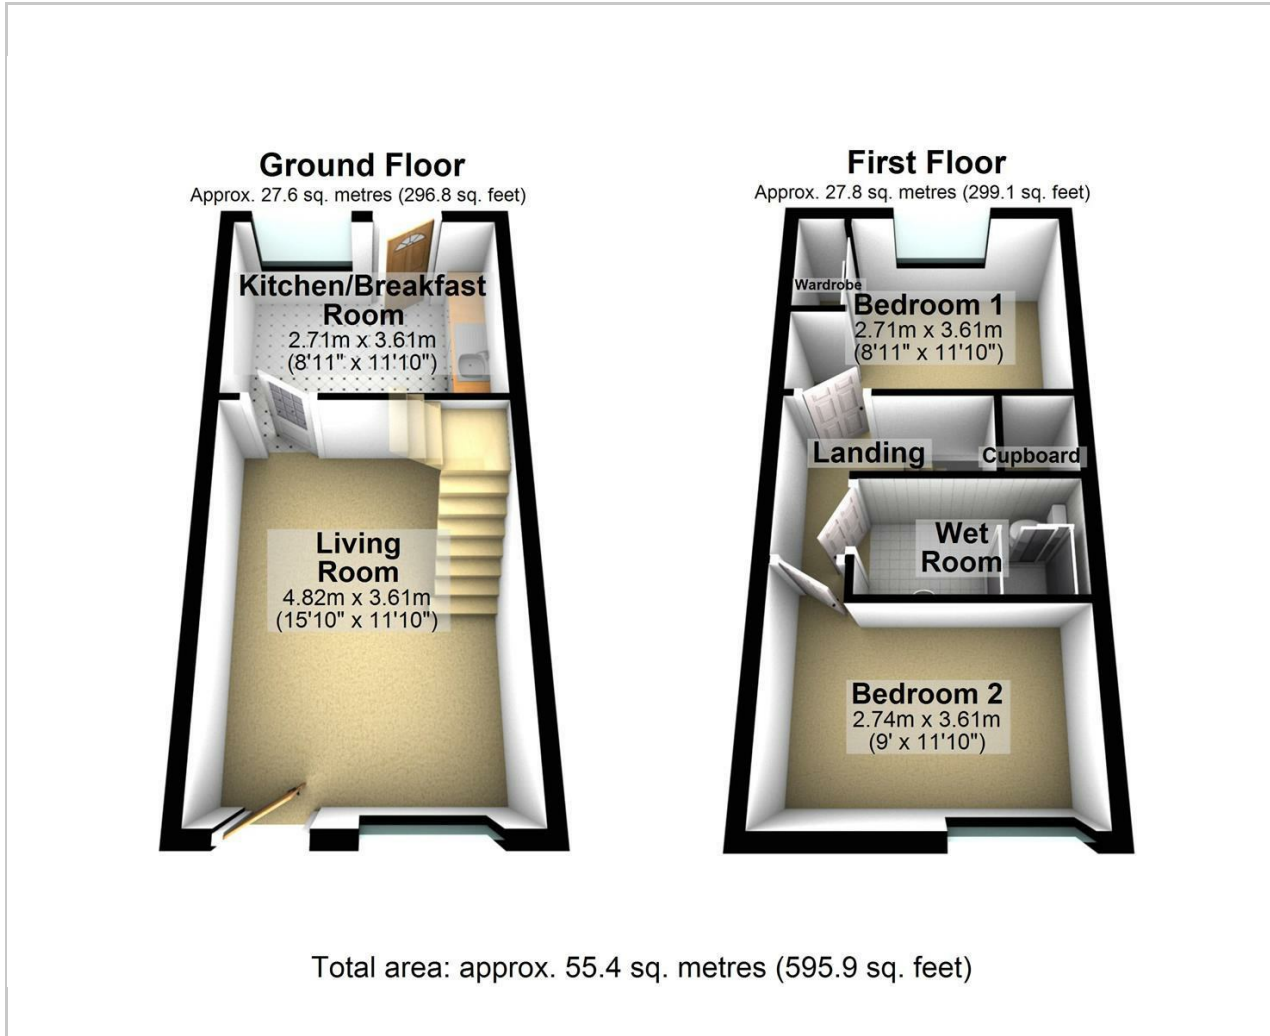 Ground Floor
Approx. 27.6 sq. metres (296.8 sq. feet)
Kitchen/Breakfast
Room
2.71m x 3.61m
(8'11" x 11'10")
Living
Room
4.82m x 3.61m
(15'10" x 11'10")
First Floor
Approx. 27.8 sq. metres (299.1 sq. feet)
Wardrobe
Bedroom 1
2.71m x 3.61m
(8'11" x 11'10")
Landing
Cupboard
Wet
Room
Bedroom 2
2.74m x 3.61m
(9' x 11'10")
Total area: approx. 55.4 sq. metres (595.9 sq. feet)